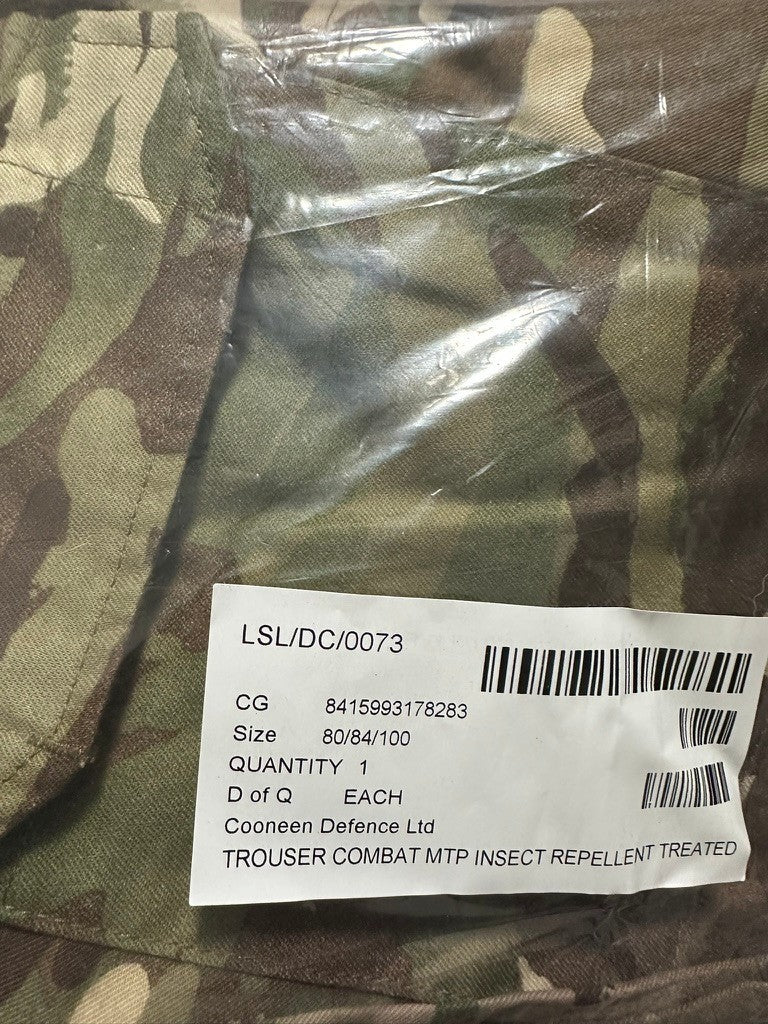 LSL/DC/0073
CG 8415993178283
Size 80/84/100
QUANTITY 1
D of Q EACH
Cooneen Defence Ltd
TROUSER COMBAT MTP INSECT REPELLENT TREATED